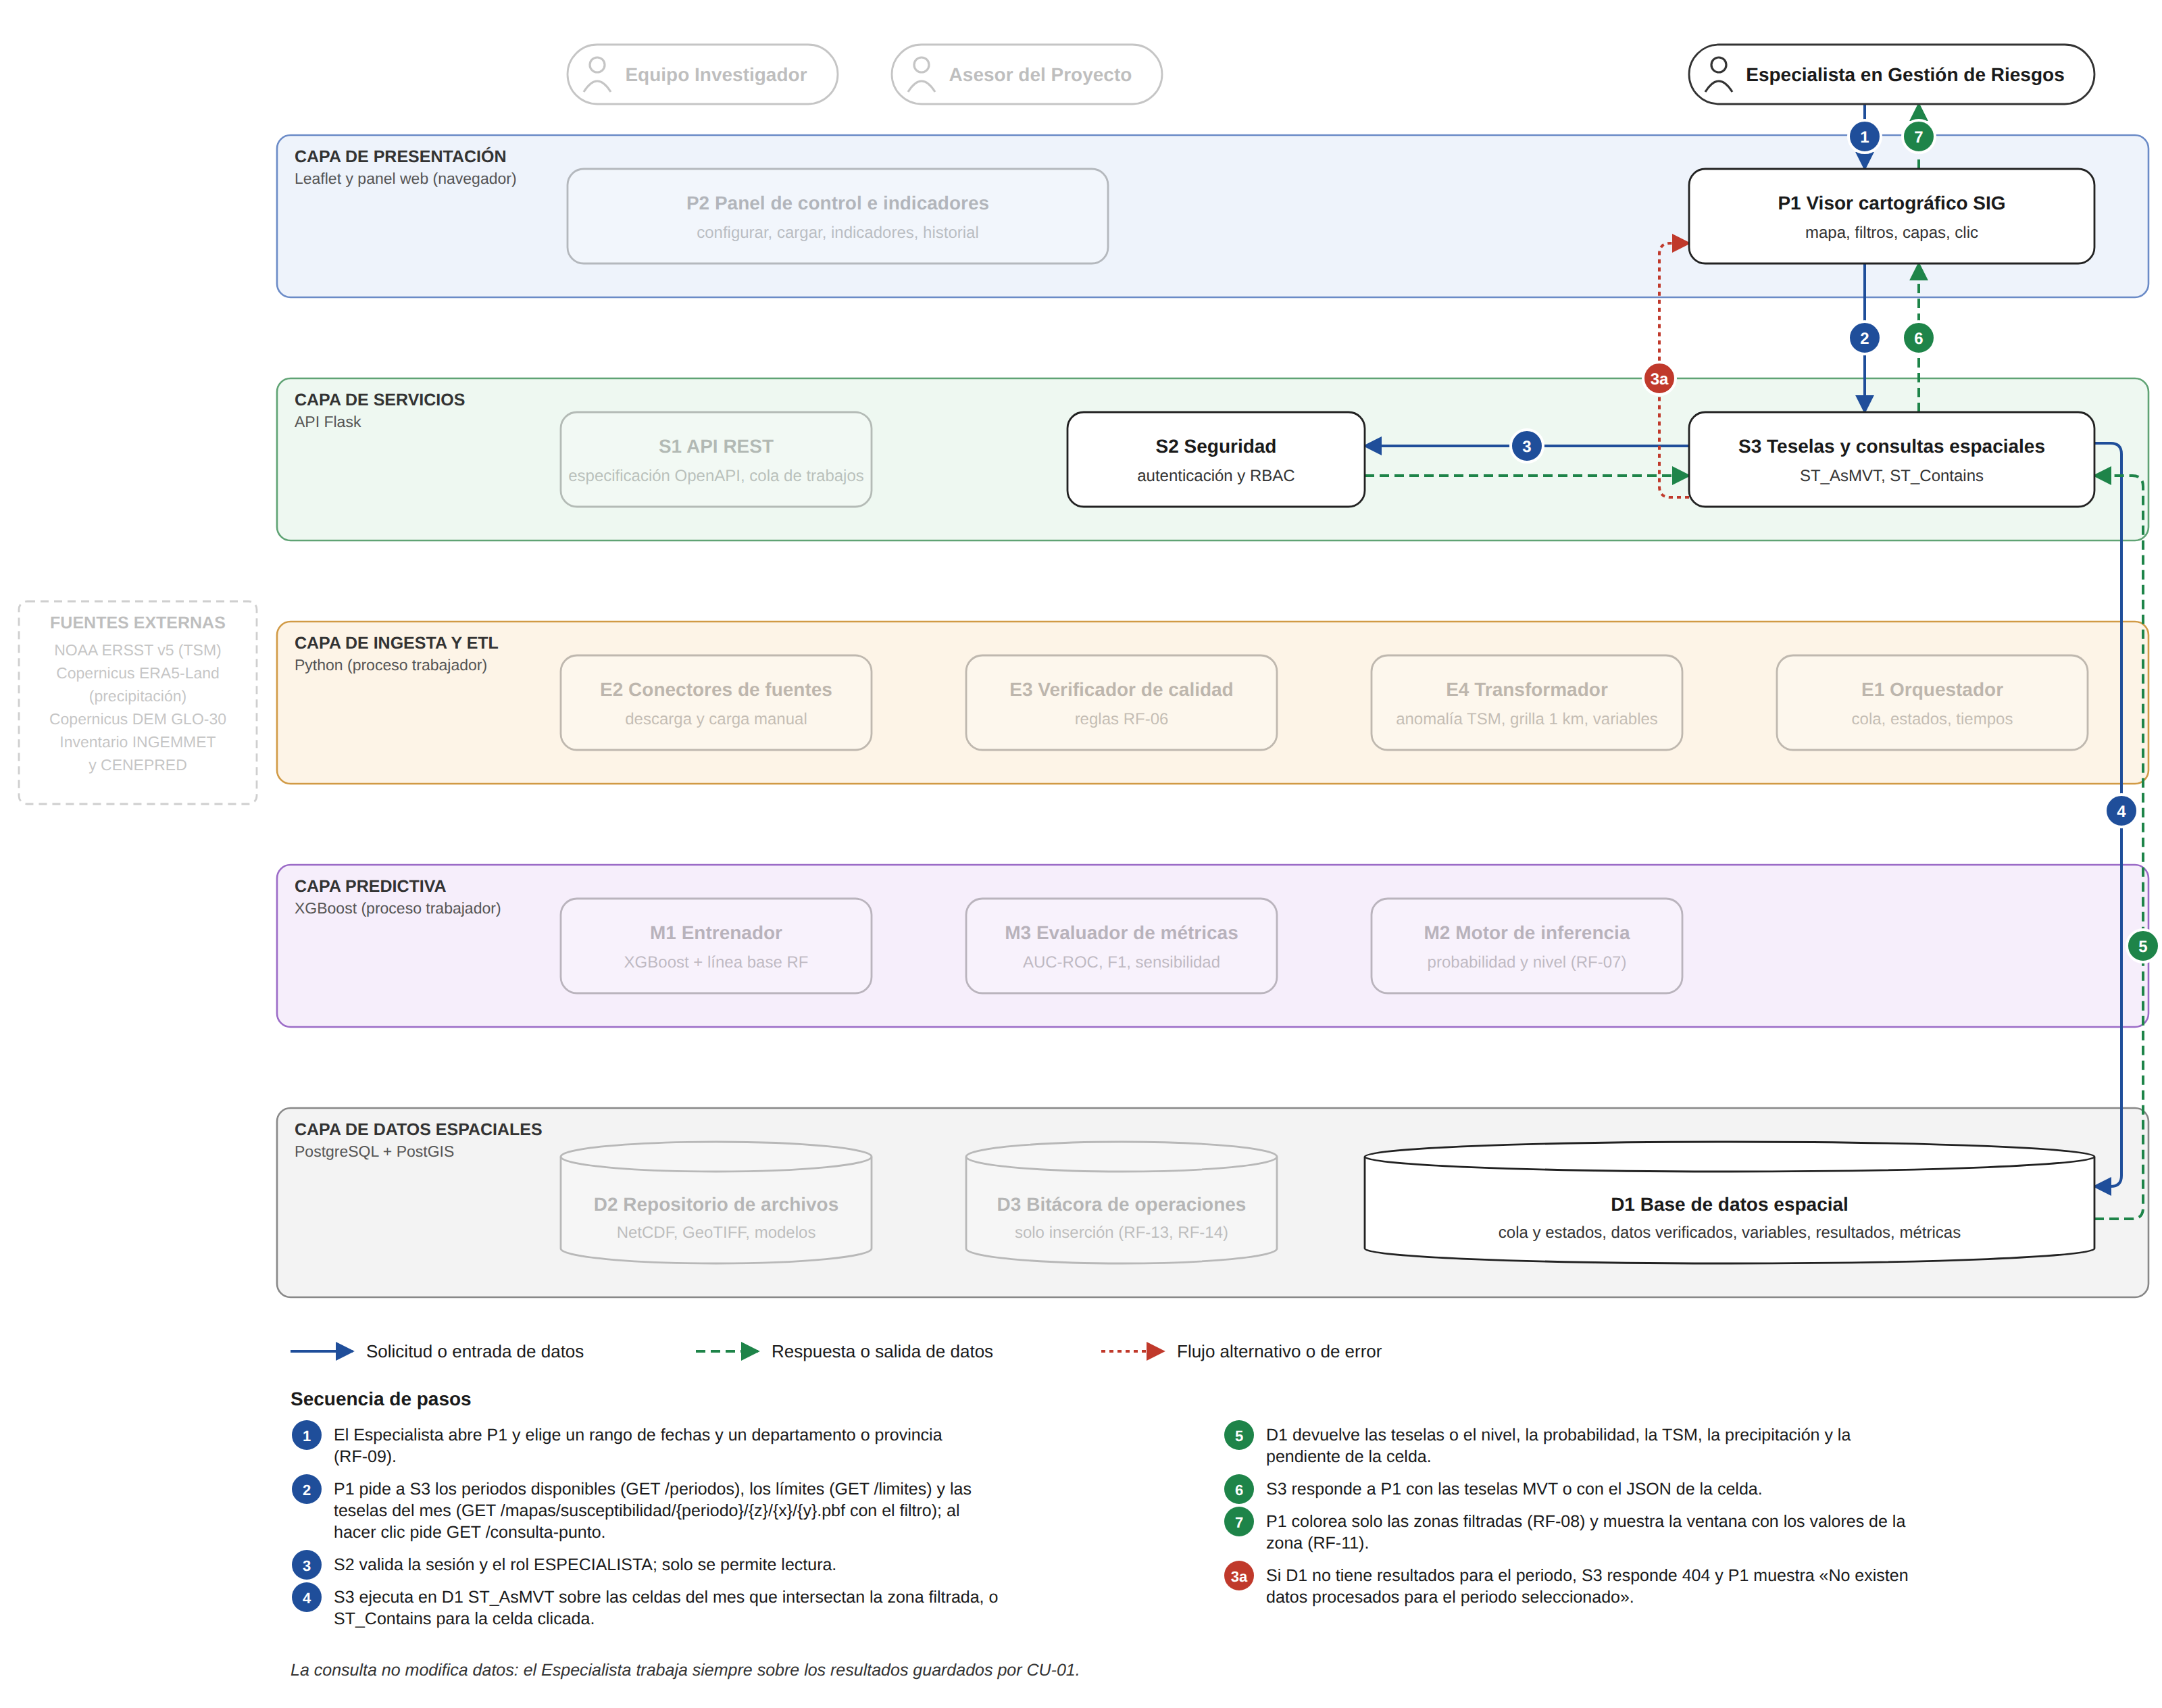 Equipo Investigador
Asesor del Proyecto
Especialista en Gestión de Riesgos
1
7
CAPA DE PRESENTACIÓN
Leaflet y panel web (navegador)
P2 Panel de control e indicadores
configurar, cargar, indicadores, historial
P1 Visor cartográfico SIG
mapa, filtros, capas, clic
2
6
3a
CAPA DE SERVICIOS
API Flask
S1 API REST
especificación OpenAPI, cola de trabajos
S2 Seguridad
autenticación y RBAC
3
S3 Teselas y consultas espaciales
ST_AsMVT, ST_Contains
FUENTES EXTERNAS
NOAA ERSST v5 (TSM)
Copernicus ERA5-Land
(precipitación)
Copernicus DEM GLO-30
Inventario INGEMMET
y CENEPRED
CAPA DE INGESTA Y ETL
Python (proceso trabajador)
E2 Conectores de fuentes
descarga y carga manual
E3 Verificador de calidad
reglas RF-06
E4 Transformador
anomalía TSM, grilla 1 km, variables
E1 Orquestador
cola, estados, tiempos
4
CAPA PREDICTIVA
XGBoost (proceso trabajador)
M1 Entrenador
XGBoost + línea base RF
M3 Evaluador de métricas
AUC-ROC, F1, sensibilidad
M2 Motor de inferencia
probabilidad y nivel (RF-07)
5
CAPA DE DATOS ESPACIALES
PostgreSQL + PostGIS
D2 Repositorio de archivos
NetCDF, GeoTIFF, modelos
D3 Bitácora de operaciones
solo inserción (RF-13, RF-14)
D1 Base de datos espacial
cola y estados, datos verificados, variables, resultados, métricas
Solicitud o entrada de datos
Respuesta o salida de datos
Flujo alternativo o de error
Secuencia de pasos
1 El Especialista abre P1 y elige un rango de fechas y un departamento o provincia
(RF-09).
2 P1 pide a S3 los periodos disponibles (GET /periodos), los límites (GET /limites) y las
teselas del mes (GET /mapas/susceptibilidad/{periodo}/{z}/{x}/{y}.pbf con el filtro); al
hacer clic pide GET /consulta-punto.
3 S2 valida la sesión y el rol ESPECIALISTA; solo se permite lectura.
4 S3 ejecuta en D1 ST_AsMVT sobre las celdas del mes que intersectan la zona filtrada, o
ST_Contains para la celda clicada.
5 D1 devuelve las teselas o el nivel, la probabilidad, la TSM, la precipitación y la
pendiente de la celda.
6 S3 responde a P1 con las teselas MVT o con el JSON de la celda.
7 P1 colorea solo las zonas filtradas (RF-08) y muestra la ventana con los valores de la
zona (RF-11).
3a Si D1 no tiene resultados para el periodo, S3 responde 404 y P1 muestra «No existen
datos procesados para el periodo seleccionado».
La consulta no modifica datos: el Especialista trabaja siempre sobre los resultados guardados por CU-01.